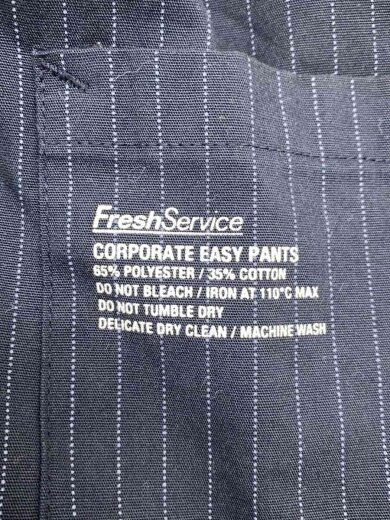 FreshService
CORPORATE EASY PANTS
65% POLYESTER / 35% COTTON
DO NOT BLEACH / IRON AT 110°C MAX
DO NOT TUMBLE DRY
DELICATE DRY CLEAN / MACHINE WASH